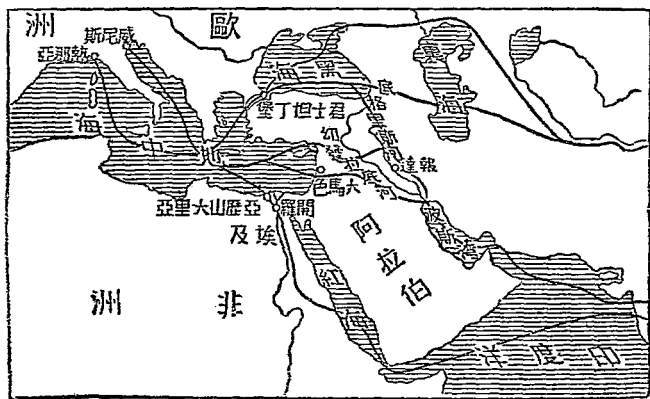 歐洲
威尼斯
熱那亞
黑海
裏海
君士坦丁堡
底格里斯河
幼發拉底河
報達
地中海
大馬色
亞歷山大里亞
開羅
埃及
阿拉伯
波斯灣
紅海
非洲
印度洋